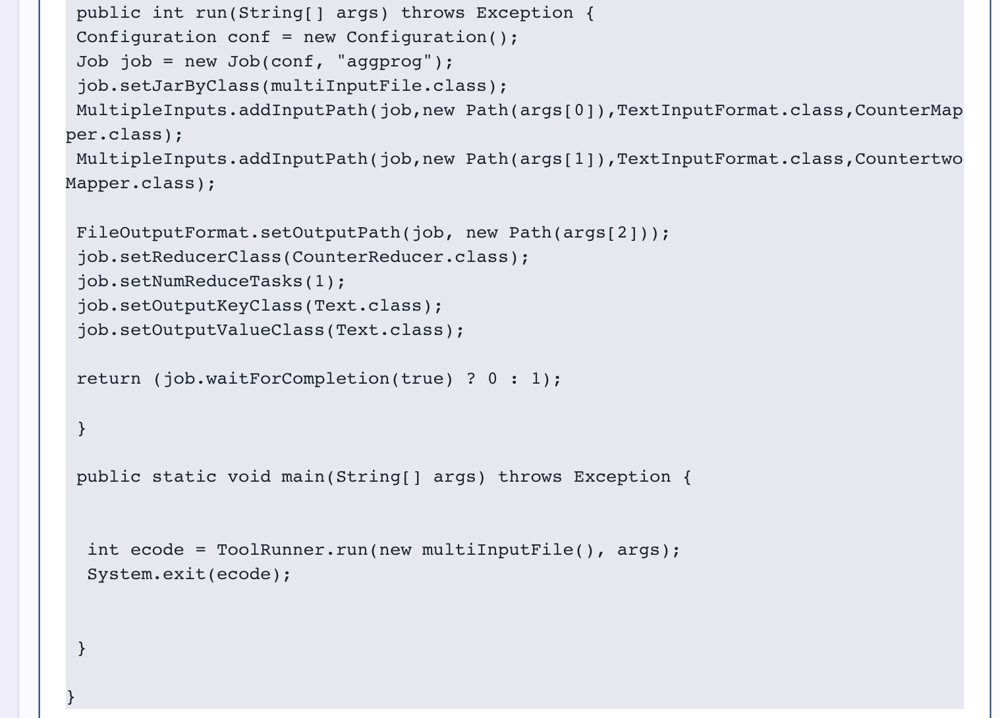 public int run(String[] args) throws Exception {
Configuration conf = new Configuration();
Job job = new Job(conf, "aggprog");
job.setJarByClass(multiInputFile.class);
MultipleInputs.addInputPath(job,new Path(args[0]),TextInputFormat.class,CounterMap
per.class);
MultipleInputs.addInputPath(job,new Path(args[1]),TextInputFormat.class,Countertwo
Mapper.class);
FileOutputFormat.setOutputPath(job, new Path(args[2]));
job.setReducerClass(CounterReducer.class);
job.setNumReduceTasks(1);
job.setOutputKeyClass(Text.class);
job.setOutputValueClass(Text.class);
return (job.waitForCompletion(true) ? 0 : 1);
}
public static void main(String[] args) throws Exception {
int ecode = ToolRunner.run(new multiInputFile(), args);
System.exit(ecode);
}
}